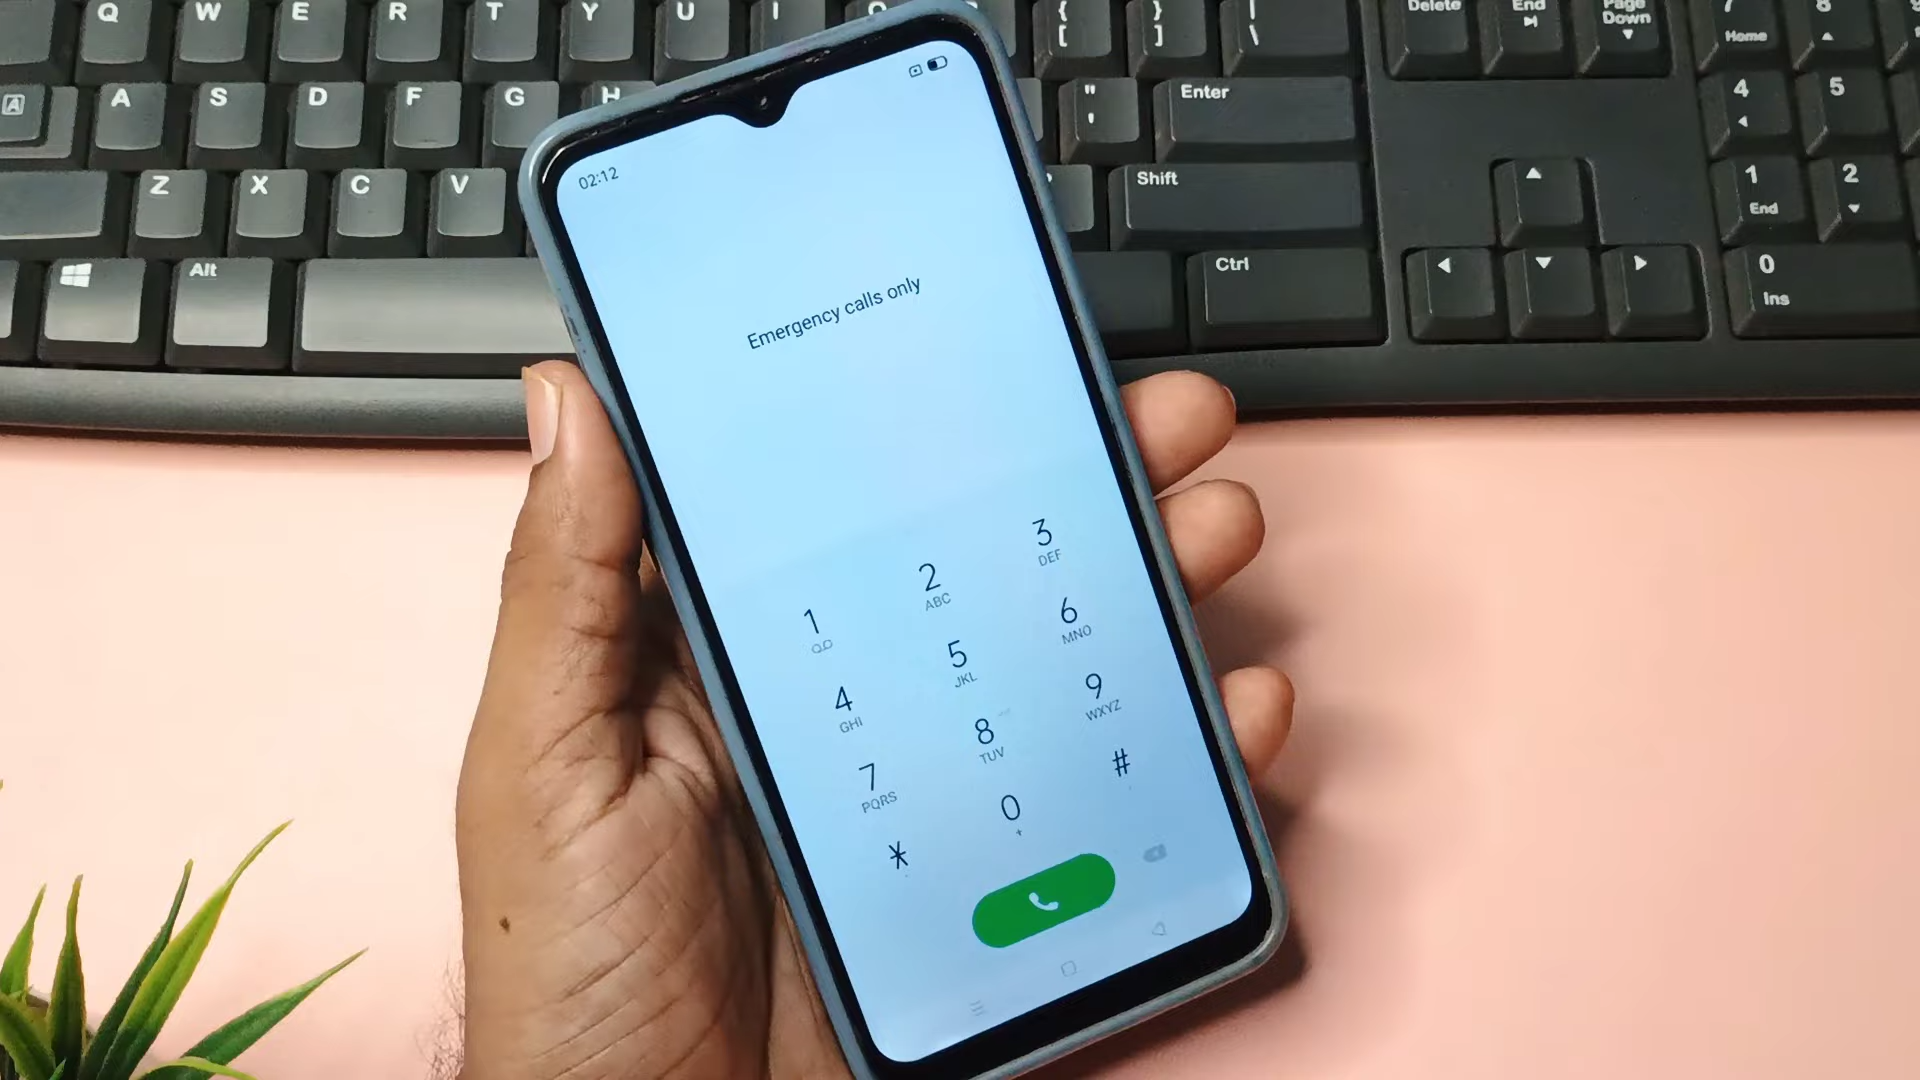 Q W E R T Y U I O { } | Delete End Page Down 7 8
[ ] \ Home
A A S D F G H " Enter 4 5
'
Z X C V Shift 1 2
End
Alt Ctrl 0
Ins
02:12
Emergency calls only
1 2 3
ABC DEF
4 5 6
GHI JKL MNO
7 8 9
PQRS TUV WXYZ
* 0 #
+